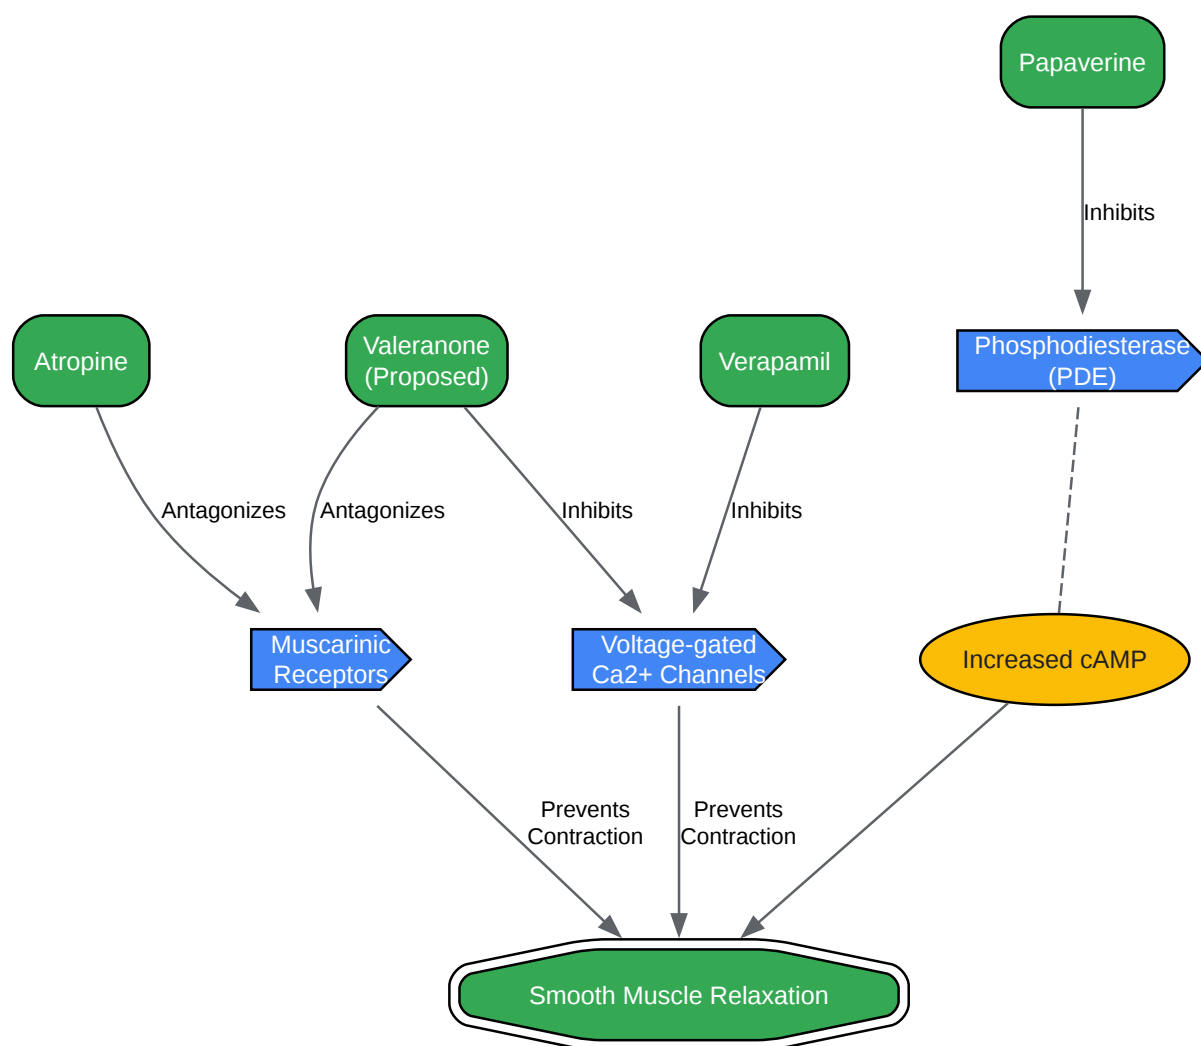 Papaverine
Inhibits
Atropine
Valeranone
(Proposed)
Verapamil
Phosphodiesterase
(PDE)
Antagonizes
Antagonizes
Inhibits
Inhibits
Muscarinic
Receptors
Voltage-gated
Ca2+ Channels
Increased cAMP
Prevents
Contraction
Prevents
Contraction
Smooth Muscle Relaxation